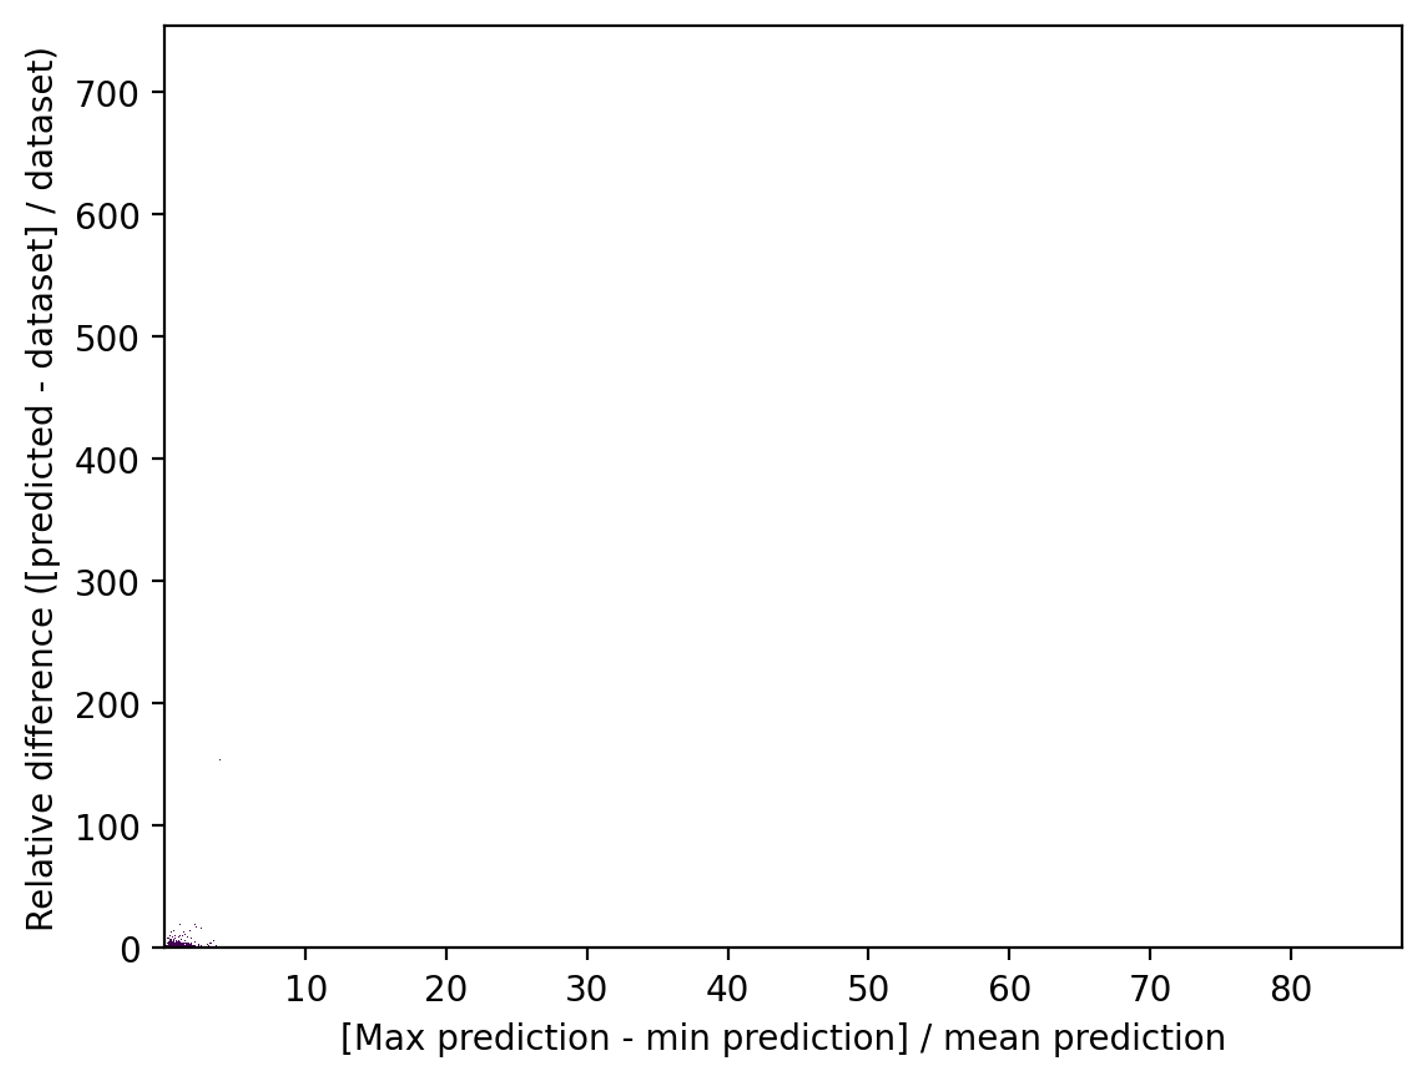 Relative difference ([predicted - dataset] / dataset)
700
600
500
400
300
200
100
0
10 20 30 40 50 60 70 80
[Max prediction - min prediction] / mean prediction